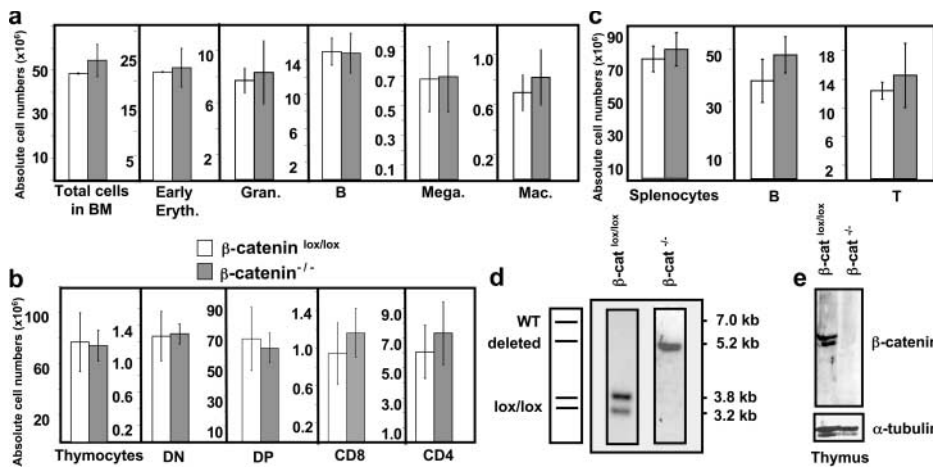 a
Absolute cell numbers (x10⁶)
50
30
10
25
15
5
10
6
2
14
10
6
2
0.9
0.7
0.5
0.3
0.1
1.0
0.6
0.2
Total cells in BM
Early Eryth.
Gran.
B
Mega.
Mac.
c
Absolute cell numbers (x10⁶)
90
70
50
30
10
50
30
10
18
14
10
6
2
Splenocytes
B
T
β-catenin lox/lox
β-catenin -/-
b
Absolute cell numbers (x10⁶)
100
60
20
1.4
1.0
0.6
0.2
90
70
50
30
10
1.4
1.0
0.6
0.2
9.0
7.0
5.0
3.0
1.0
Thymocytes
DN
DP
CD8
CD4
d
β-cat lox/lox
β-cat -/-
WT
deleted
lox/lox
7.0 kb
5.2 kb
3.8 kb
3.2 kb
e
β-cat lox/lox
β-cat -/-
β-catenin
α-tubulin
Thymus